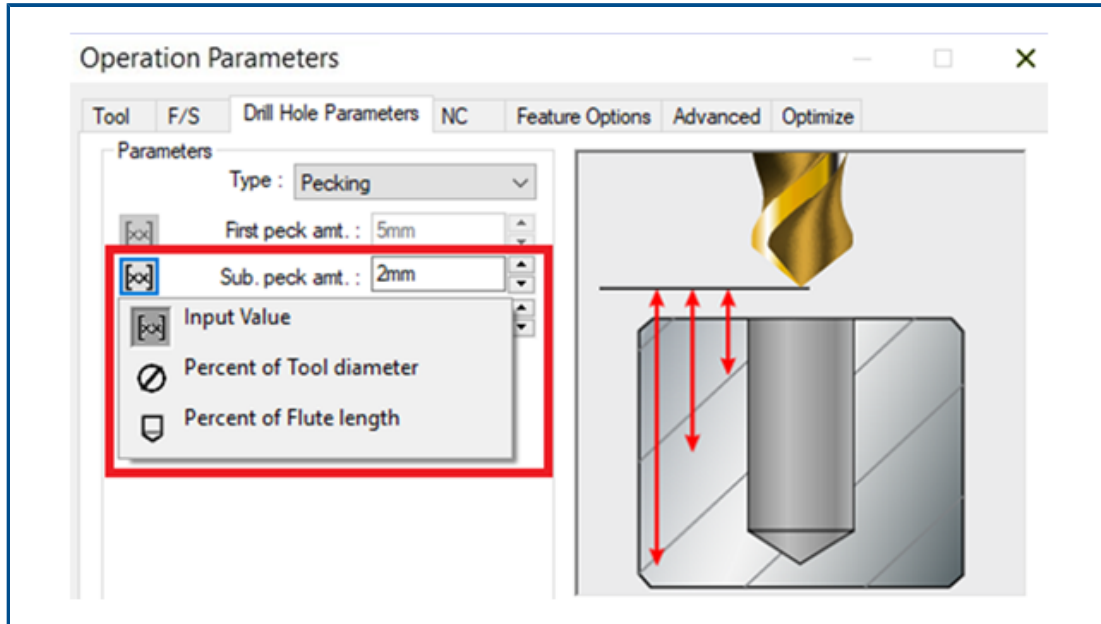 Operation Parameters
Tool F/S Drill Hole Parameters NC Feature Options Advanced Optimize
Parameters
Type : Pecking
First peck amt. : 5mm
Sub. peck amt. : 2mm
Input Value
Percent of Tool diameter
Percent of Flute length